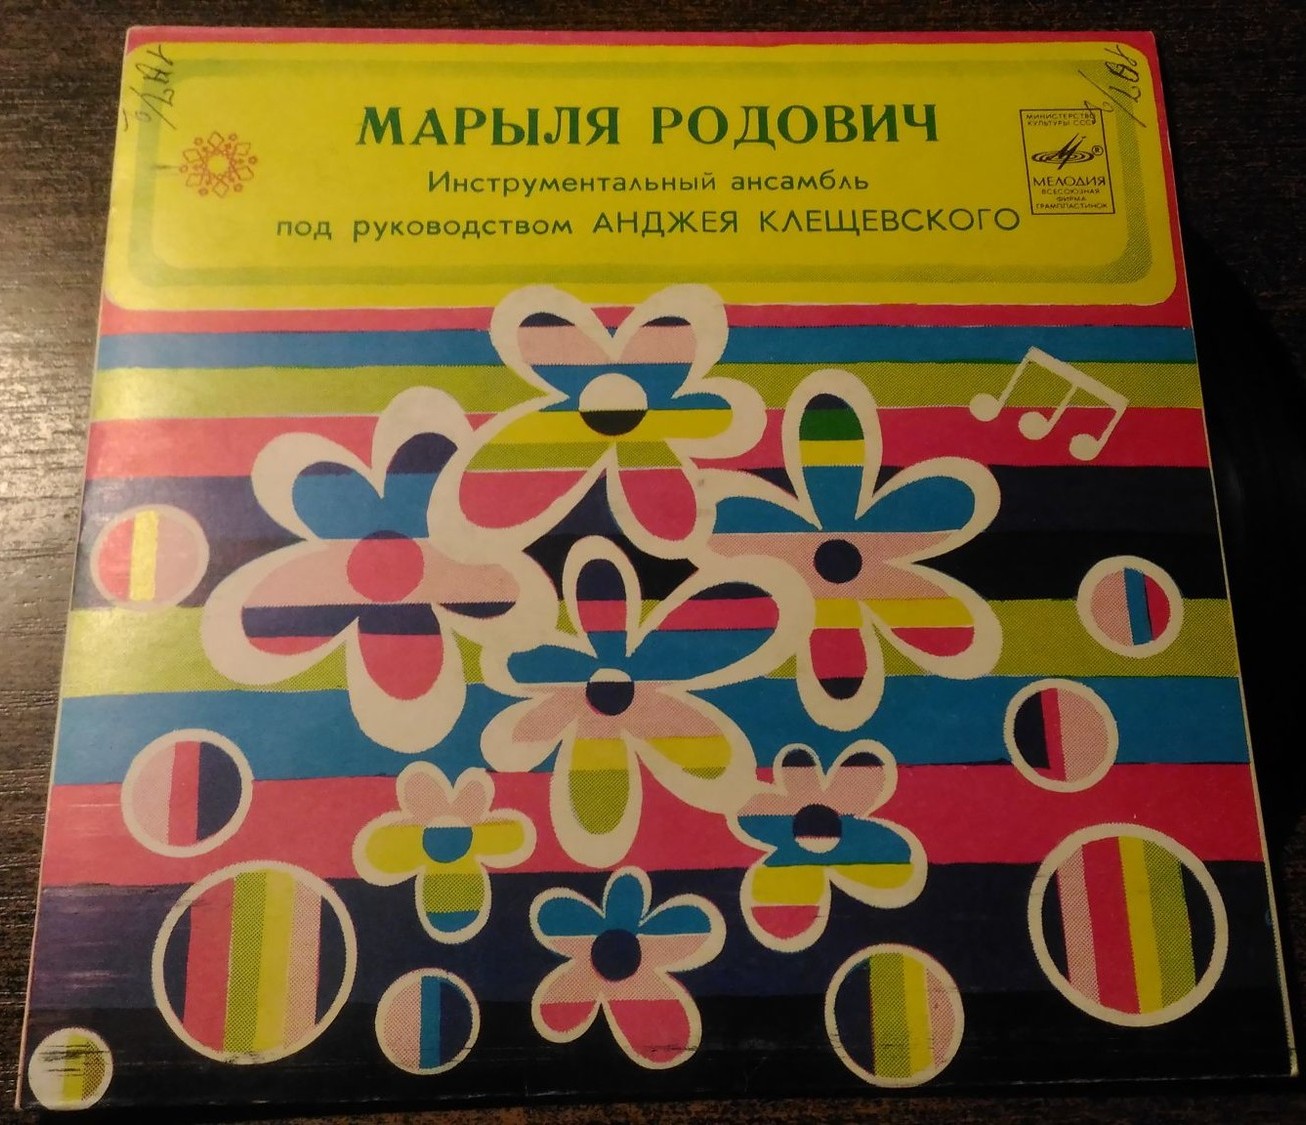 МАРЫЛЯ РОДОВИЧ
Инструментальный ансамбль
под руководством АНДЖЕЯ КЛЕЩЕВСКОГО
МИНИСТЕРСТВО
КУЛЬТУРЫ СССР
МЕЛОДИЯ
ВСЕСОЮЗНАЯ
ФИРМА
ГРАМПЛАСТИНОК